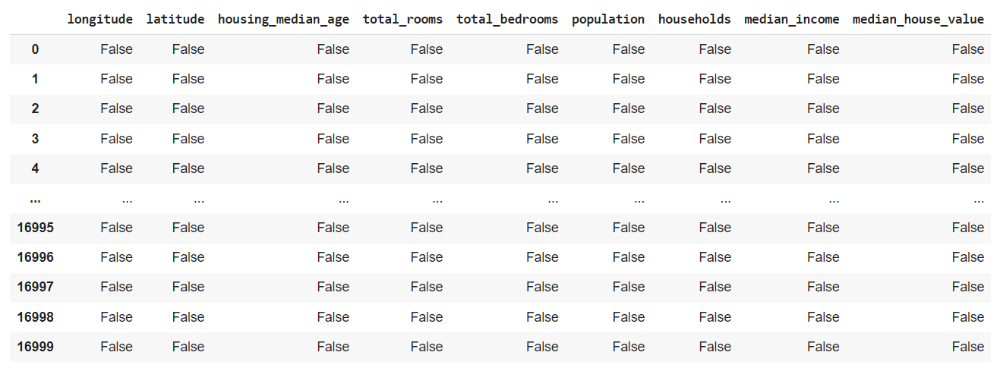 longitude latitude housing_median_age total_rooms total_bedrooms population households median_income median_house_value
0 False False False False False False False False False
1 False False False False False False False False False
2 False False False False False False False False False
3 False False False False False False False False False
4 False False False False False False False False False
... ... ... ... ... ... ... ... ... ...
16995 False False False False False False False False False
16996 False False False False False False False False False
16997 False False False False False False False False False
16998 False False False False False False False False False
16999 False False False False False False False False False